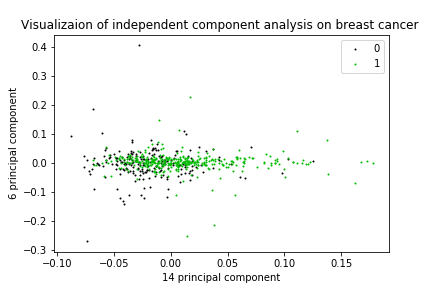 Visualizaion of independent component analysis on breast cancer
0.4
0.3
0.2
0.1
0.0
−0.1
−0.2
−0.3
6 principal component
0
1
−0.10 −0.05 0.00 0.05 0.10 0.15
14 principal component